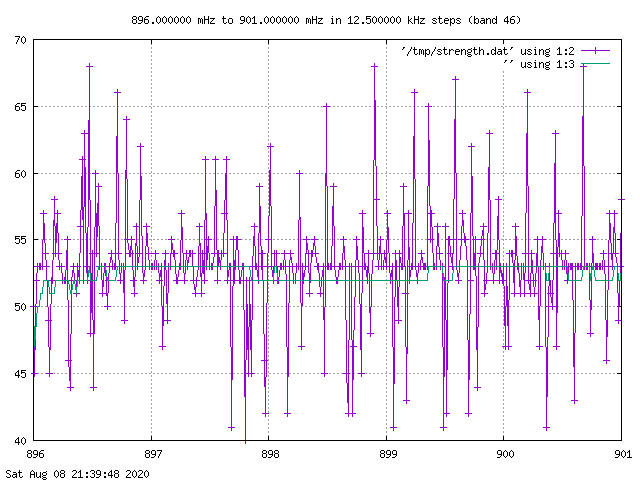 896.000000 mHz to 901.000000 mHz in 12.500000 kHz steps (band 46)
'/tmp/strength.dat' using 1:2
'' using 1:3
70
65
60
55
50
45
40
896 897 898 899 900 901
Sat Aug 08 21:39:48 2020